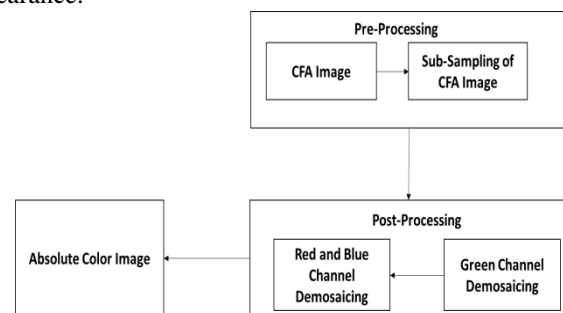 Pre-Processing
CFA Image
Sub-Sampling of
CFA Image
Post-Processing
Absolute Color Image
Red and Blue
Channel
Demosaicing
Green Channel
Demosaicing